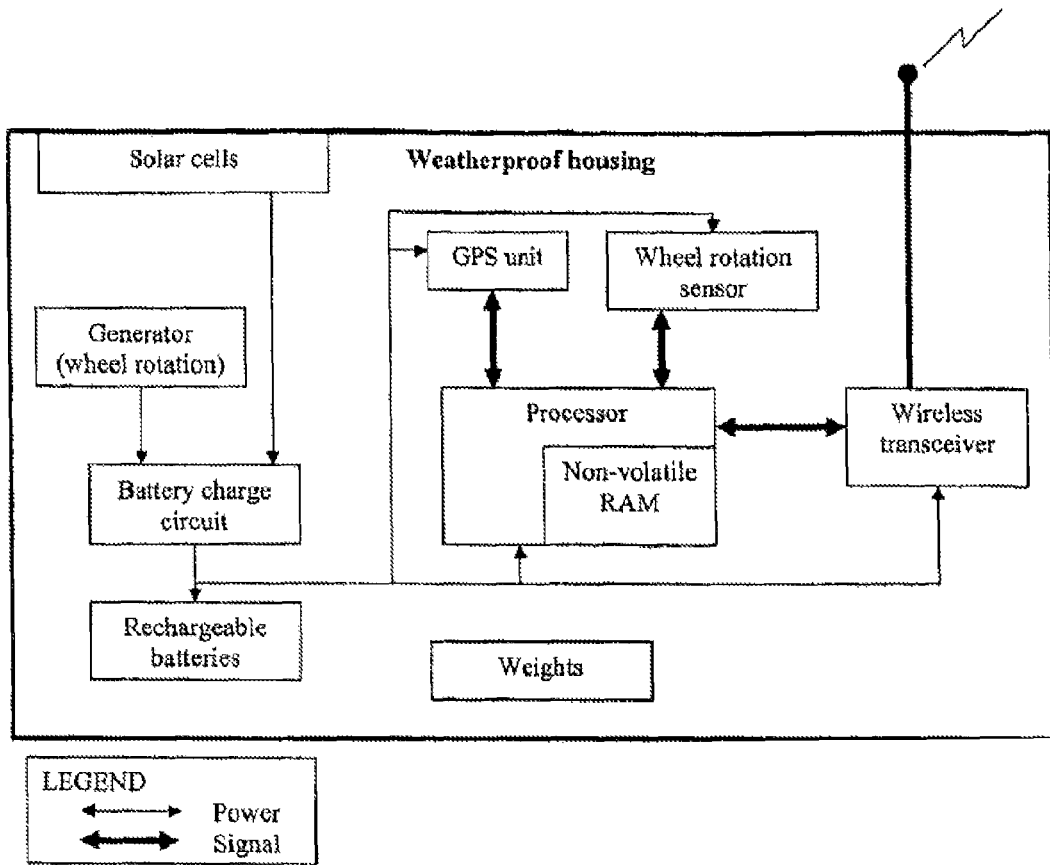 Solar cells
Weatherproof housing
GPS unit
Wheel rotation
sensor
Generator
(wheel rotation)
Processor
Wireless
transceiver
Non-volatile
RAM
Battery charge
circuit
Rechargeable
batteries
Weights
LEGEND
Power
Signal